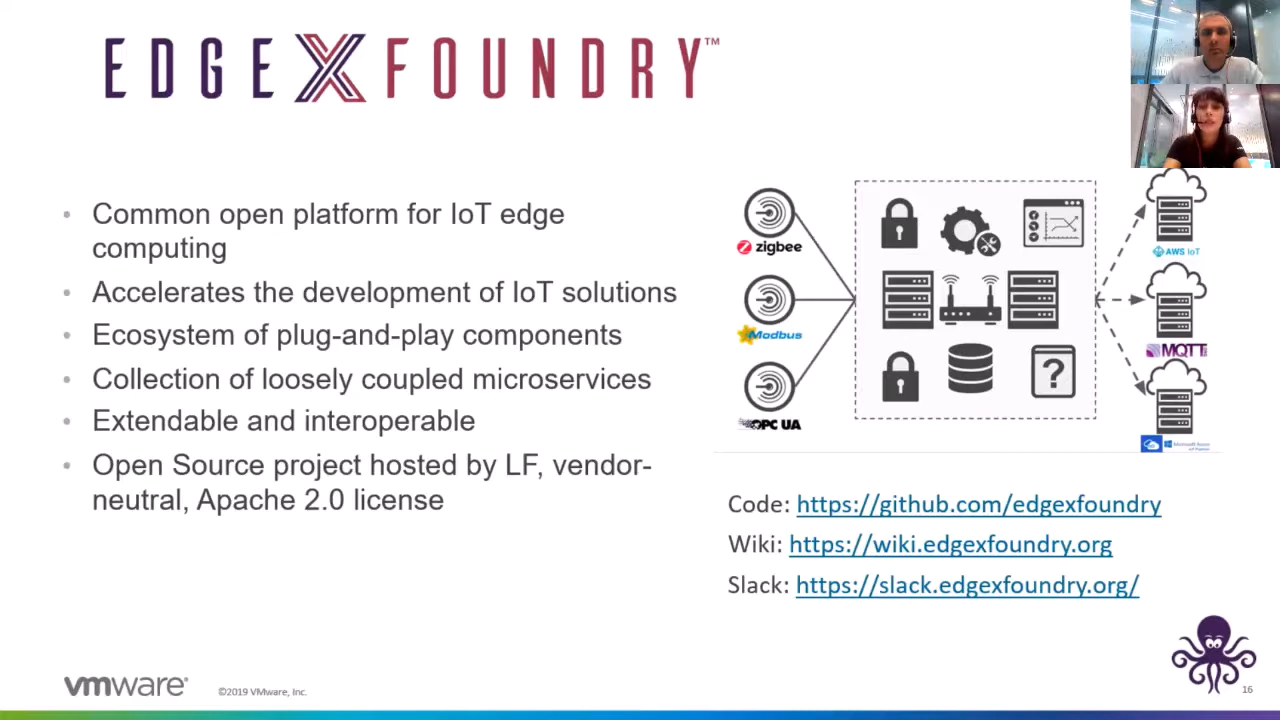 EDGE X FOUNDRY™
• Common open platform for IoT edge
computing
• Accelerates the development of IoT solutions
• Ecosystem of plug-and-play components
• Collection of loosely coupled microservices
• Extendable and interoperable
• Open Source project hosted by LF, vendor-
neutral, Apache 2.0 license
zigbee
Modbus
OPC UA
?
AWS IoT
MQTT
Code: https://github.com/edgexfoundry
Wiki: https://wiki.edgexfoundry.org
Slack: https://slack.edgexfoundry.org/
vmware®
©2019 VMware, Inc.
16